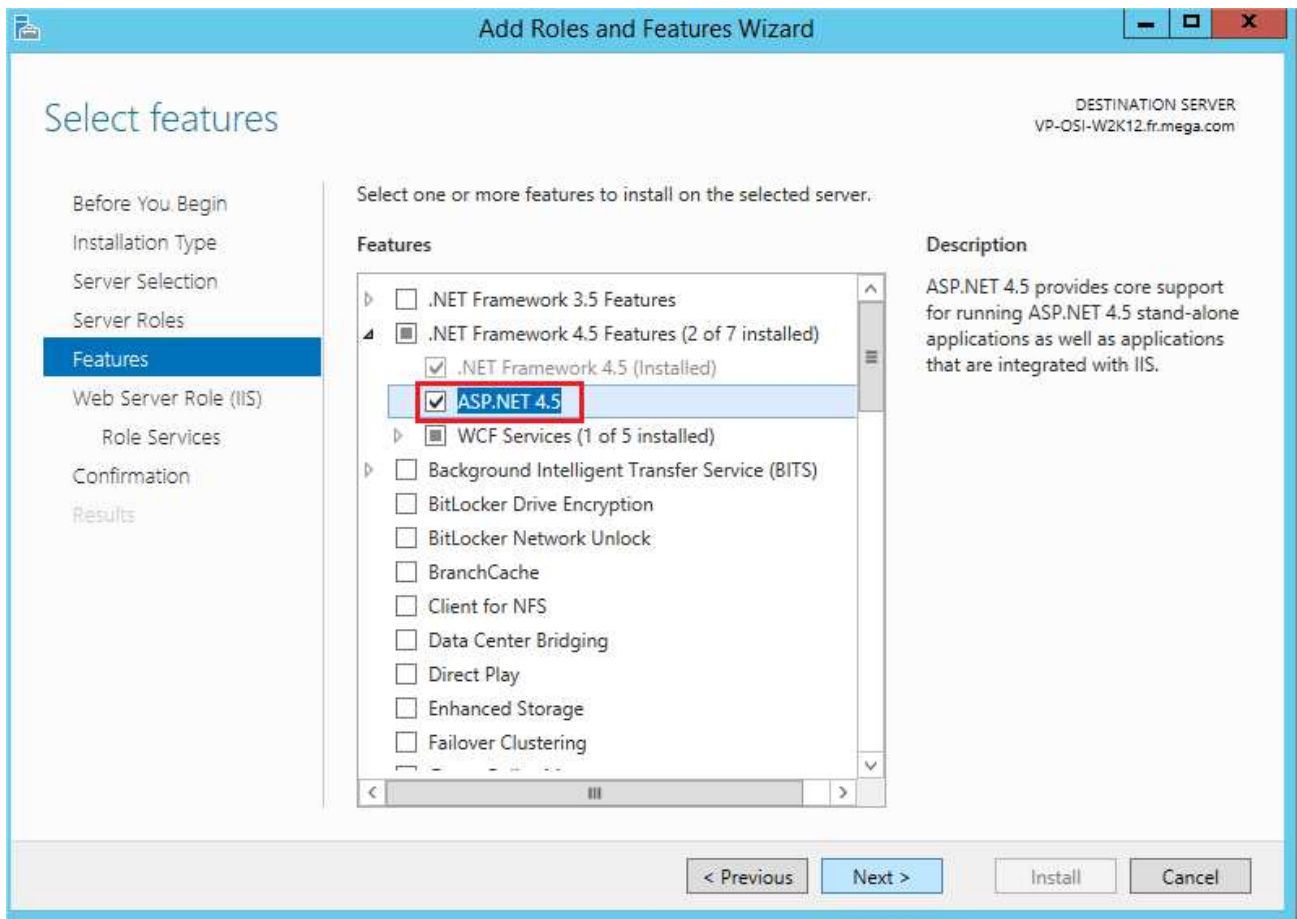 Add Roles and Features Wizard
Select features
DESTINATION SERVER
VP-OSI-W2K12.fr.mega.com
Before You Begin
Installation Type
Server Selection
Server Roles
Features
Web Server Role (IIS)
Role Services
Confirmation
Results
Select one or more features to install on the selected server.
Features
.NET Framework 3.5 Features
.NET Framework 4.5 Features (2 of 7 installed)
.NET Framework 4.5 (Installed)
ASP.NET 4.5
WCF Services (1 of 5 installed)
Background Intelligent Transfer Service (BITS)
BitLocker Drive Encryption
BitLocker Network Unlock
BranchCache
Client for NFS
Data Center Bridging
Direct Play
Enhanced Storage
Failover Clustering
Description
ASP.NET 4.5 provides core support
for running ASP.NET 4.5 stand-alone
applications as well as applications
that are integrated with IIS.
< Previous
Next >
Install
Cancel